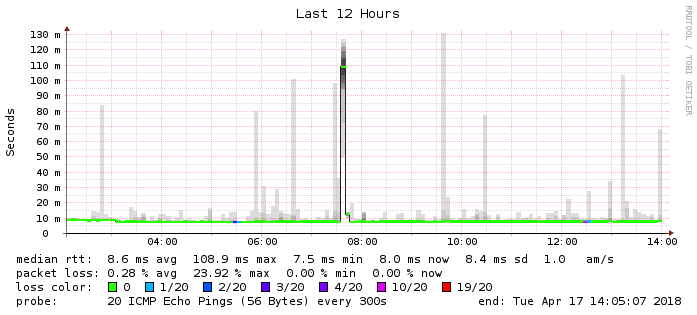 Last 12 Hours
RRDTOOL / TOBI OETIKER
Seconds
130 m
120 m
110 m
100 m
90 m
80 m
70 m
60 m
50 m
40 m
30 m
20 m
10 m
0
04:00 06:00 08:00 10:00 12:00 14:00
median rtt: 8.6 ms avg 108.9 ms max 7.5 ms min 8.0 ms now 8.4 ms sd 1.0 am/s
packet loss: 0.28 % avg 23.92 % max 0.00 % min 0.00 % now
loss color: 0 1/20 2/20 3/20 4/20 10/20 19/20
probe: 20 ICMP Echo Pings (56 Bytes) every 300s end: Tue Apr 17 14:05:07 2018